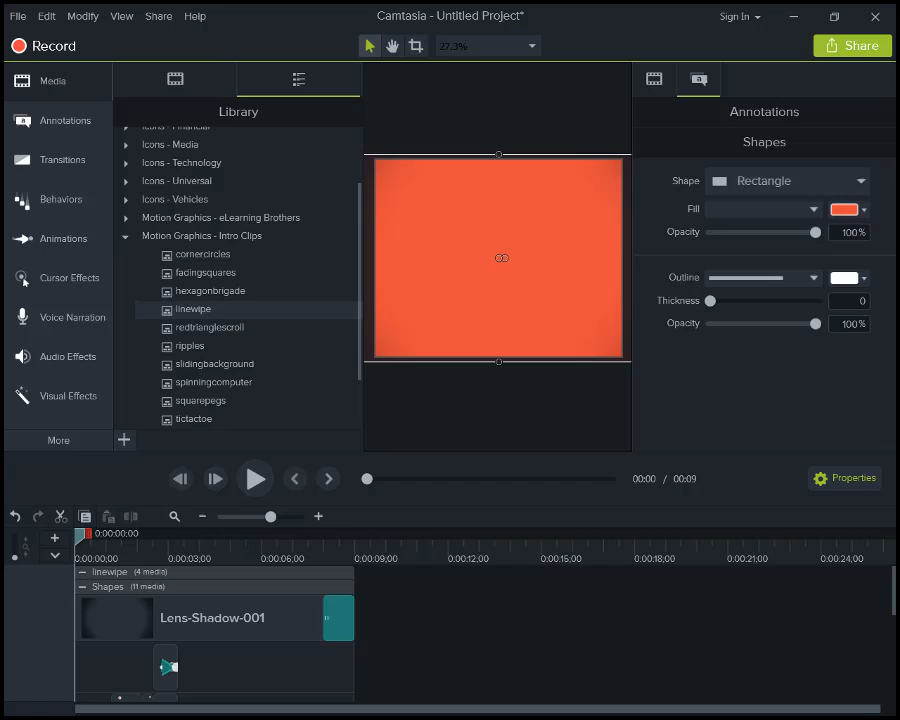 File Edit Modify View Share Help
Camtasia - Untitled Project*
Sign In
Record
27.3%
Share
Media
Annotations
Transitions
Behaviors
Animations
Cursor Effects
Voice Narration
Audio Effects
Visual Effects
More
Library
Icons - Financial
Icons - Media
Icons - Technology
Icons - Universal
Icons - Vehicles
Motion Graphics - eLearning Brothers
Motion Graphics - Intro Clips
cornercircles
fadingsquares
hexagonbrigade
linewipe
redtrianglescroll
ripples
slidingbackground
spinningcomputer
squarepegs
tictactoe
Annotations
Shapes
Shape Rectangle
Fill
Opacity 100%
Outline
Thickness 0
Opacity 100%
00:00 / 00:09
Properties
0:00:00;00
0:00:00;00 0:00:03;00 0:00:06;00 0:00:09;00 0:00:12;00 0:00:15;00 0:00:18;00 0:00:21;00 0:00:24;00
linewipe (4 media)
Shapes (11 media)
Lens-Shadow-001